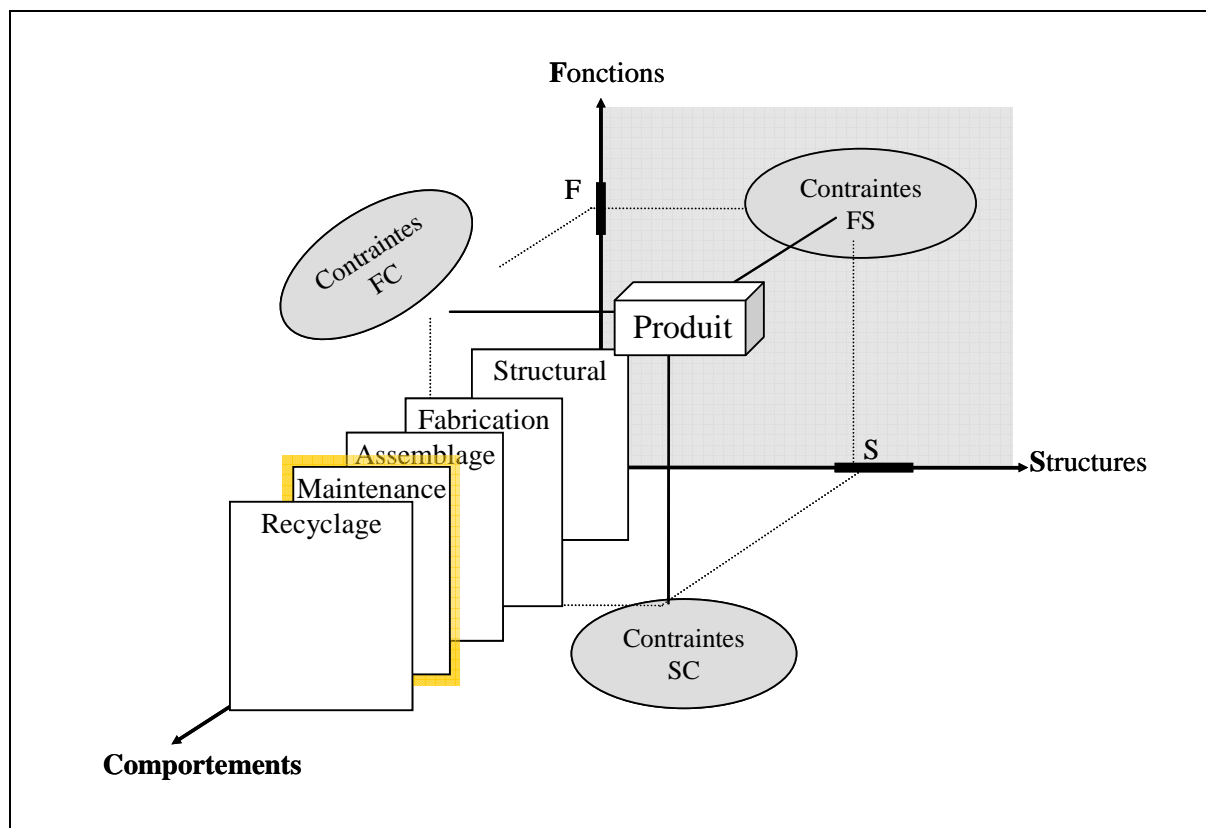 Fonctions
F
Contraintes
FS
Contraintes
FC
Produit
Structural
Fabrication
Assemblage
Maintenance
Recyclage
S
Structures
Contraintes
SC
Comportements